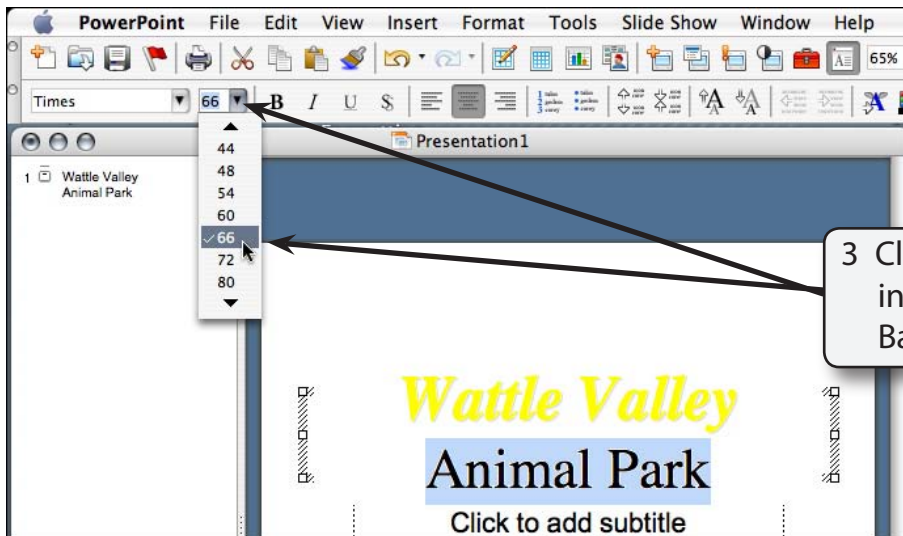 PowerPoint File Edit View Insert Format Tools Slide Show Window Help
65%
Times 66 B I U S
Presentation1
44
48
54
60
✓66
72
80
1 Wattle Valley
Animal Park
3 Cl
in
Ba
Wattle Valley
Animal Park
Click to add subtitle